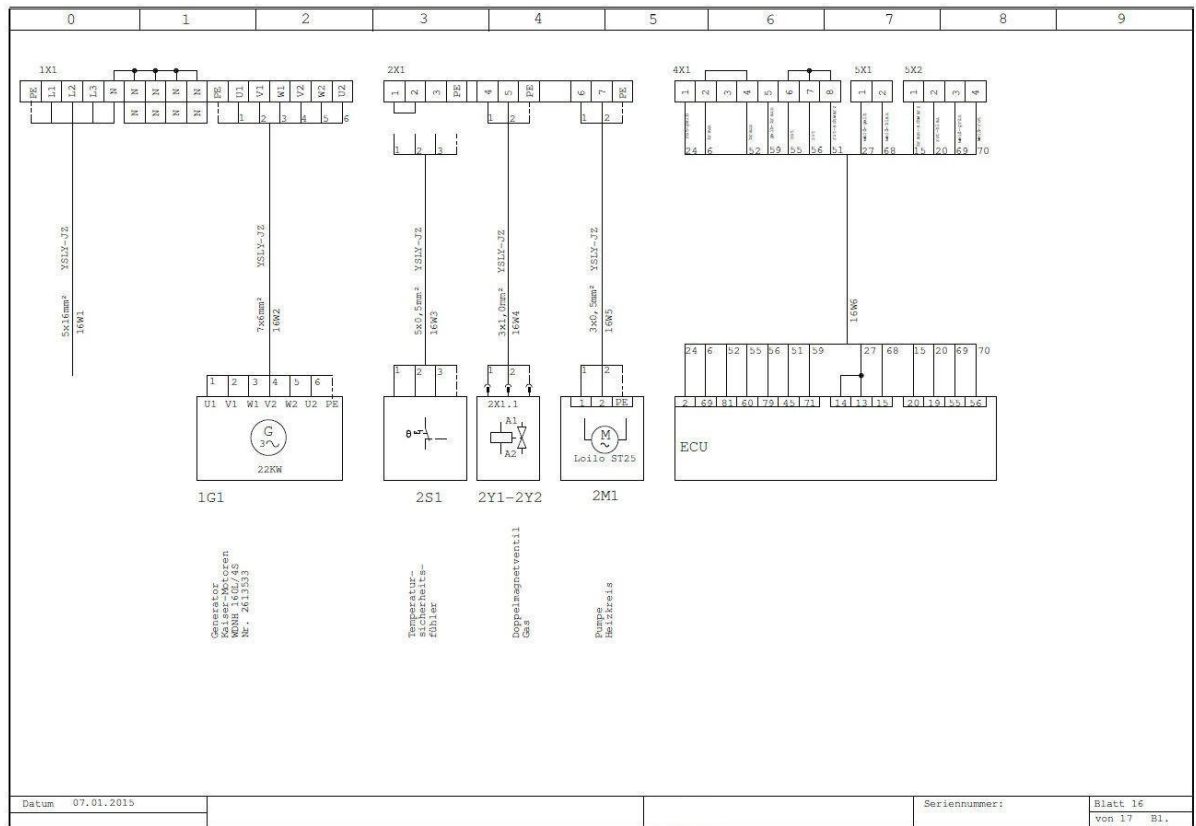 0 1 2 3 4 5 6 7 8 9
1X1 2X1 4X1 5X1 5X2
PE L1 L2 L3 N N N N N PE U1 V1 W1 V2 W2 U2
N N N N
1 2 3 PE 4 5 PE 6 7 PE
1 2 3 4 5 6 7 8
1 2
1 2 3 4
1 2 3 4 5 6
1 2
1 2
braun braun rot rot
1 2 3
24 6 52 59 55 56 51 27 68 15 20 69 70
YSLY-JZ
5x16mm²
16W1
YSLY-JZ
7x6mm²
16W2
YSLY-JZ
5x0,5mm²
16W3
YSLY-JZ
3x1,0mm²
16W4
YSLY-JZ
3x0,5mm²
16W5
16W6
24 6 52 55 56 51 59 27 68 15 20 69 70
1 2 3 4 5 6
U1 V1 W1 V2 W2 U2 PE
G
3
22KW
1G1
1 2 3
θ
2S1
1 2
2X1.1
A1
A2
2Y1-2Y2
1 2
1 2 PE
M
Loilo ST25
2M1
2 69 81 60 79 45 71 14 13 15 20 19 55 56
ECU
Generator
Kaiser-Motoren
WDNH 160L/4S
Nr. 2613533
Temperatur-
sicherheits-
fühler
Doppelmagnetventil
Gas
Pumpe
Heizkreis
Datum 07.01.2015
Seriennummer:
Blatt 16
von 17 Bl.